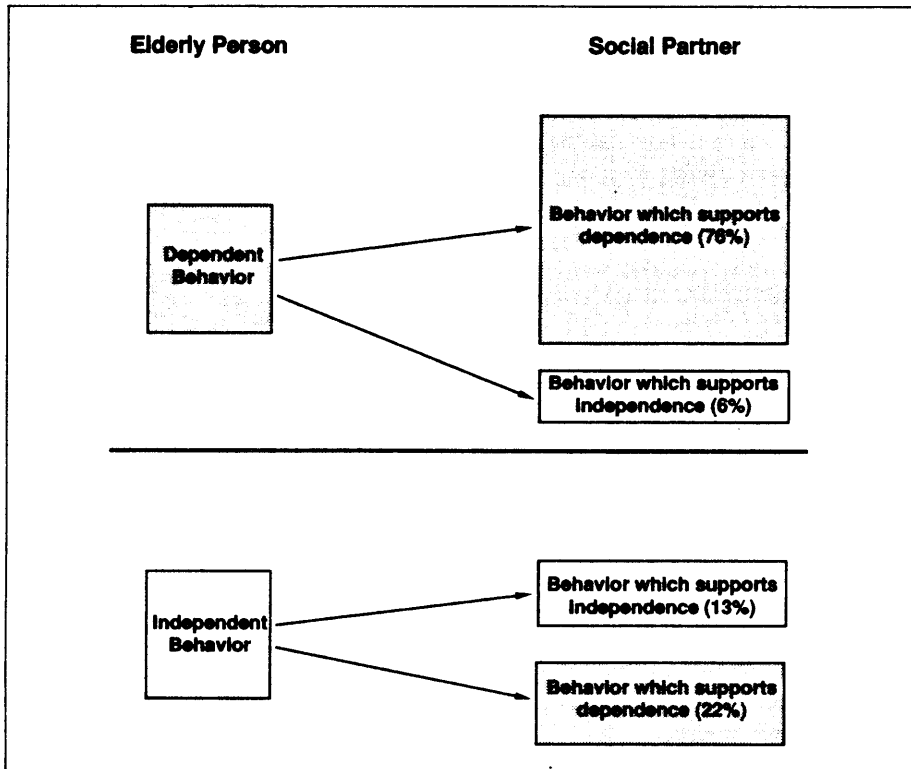 Elderly Person
Social Partner
Behavior which supports
dependence (76%)
Dependent
Behavior
Behavior which supports
independence (6%)
Behavior which supports
independence (13%)
Independent
Behavior
Behavior which supports
dependence (22%)